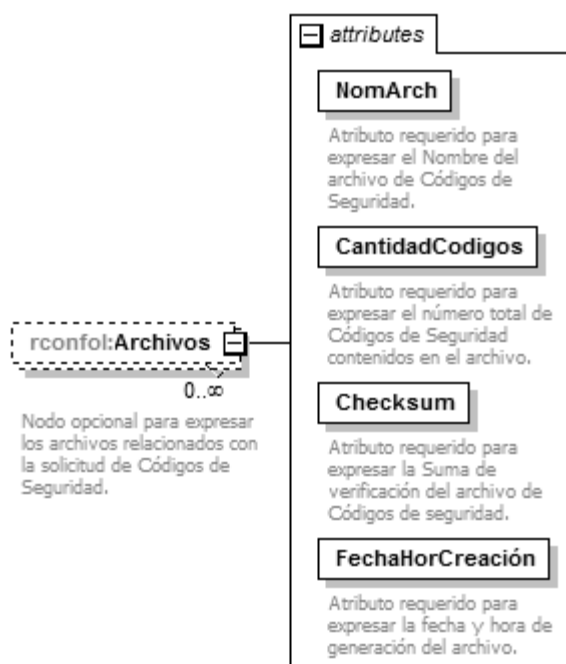 attributes
NomArch
Atributo requerido para
expresar el Nombre del
archivo de Códigos de
Seguridad.
CantidadCodigos
Atributo requerido para
expresar el número total de
Códigos de Seguridad
contenidos en el archivo.
rconfol:Archivos
0..∞
Nodo opcional para expresar
los archivos relacionados con
la solicitud de Códigos de
Seguridad.
Checksum
Atributo requerido para
expresar la Suma de
verificación del archivo de
Códigos de seguridad.
FechaHorCreación
Atributo requerido para
expresar la fecha y hora de
generación del archivo.